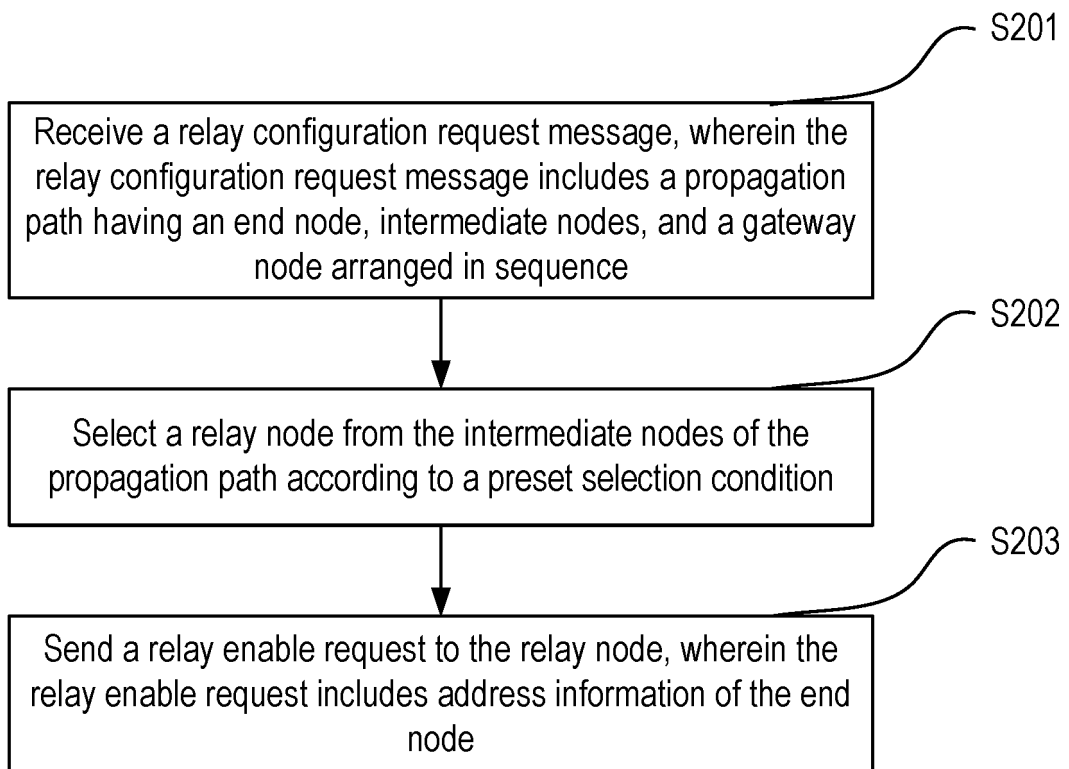 S201
Receive a relay configuration request message, wherein the
relay configuration request message includes a propagation
path having an end node, intermediate nodes, and a gateway
node arranged in sequence
S202
Select a relay node from the intermediate nodes of the
propagation path according to a preset selection condition
S203
Send a relay enable request to the relay node, wherein the
relay enable request includes address information of the end
node